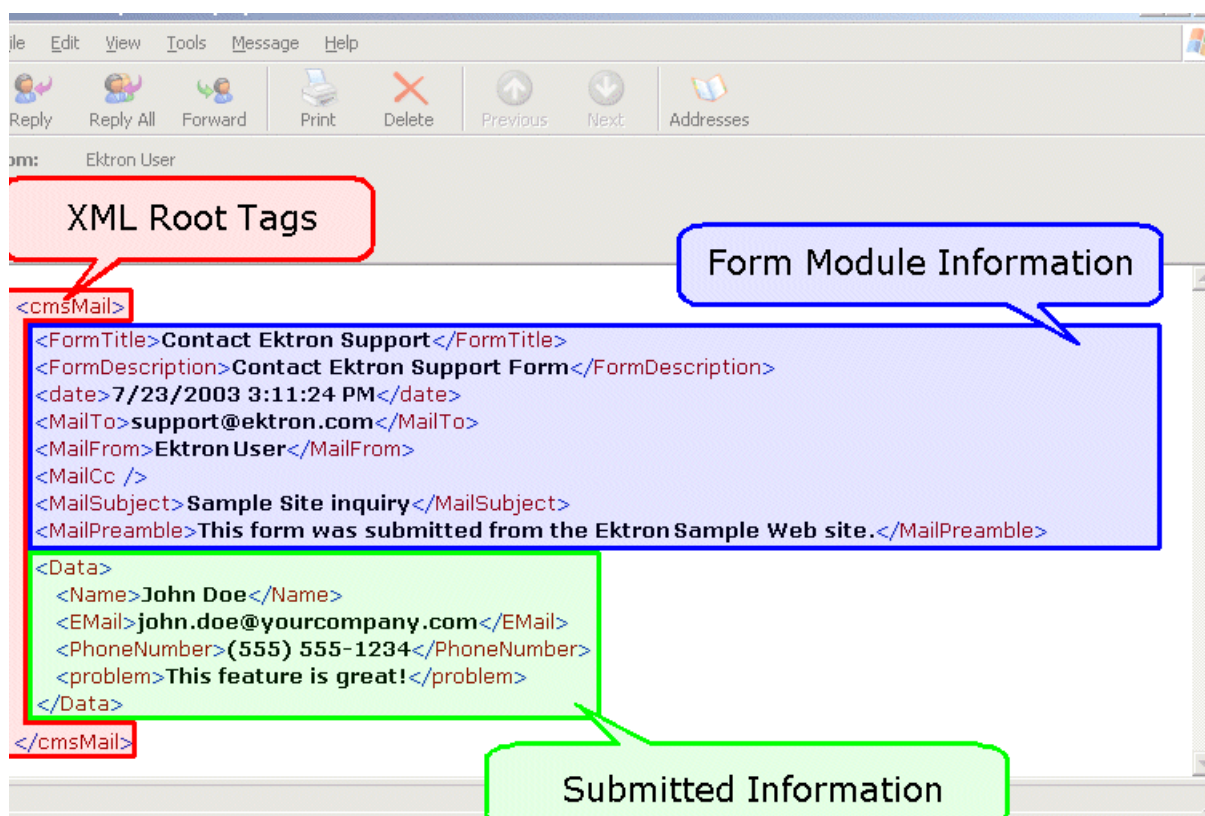 ile Edit View Tools Message Help
Reply Reply All Forward Print Delete Previous Next Addresses
om: Ektron User
XML Root Tags
Form Module Information
<cmsMail>
<FormTitle>Contact Ektron Support</FormTitle>
<FormDescription>Contact Ektron Support Form</FormDescription>
<date>7/23/2003 3:11:24 PM</date>
<MailTo>support@ektron.com</MailTo>
<MailFrom>Ektron User</MailFrom>
<MailCc />
<MailSubject>Sample Site inquiry</MailSubject>
<MailPreamble>This form was submitted from the Ektron Sample Web site.</MailPreamble>
<Data>
<Name>John Doe</Name>
<EMail>john.doe@yourcompany.com</EMail>
<PhoneNumber>(555) 555-1234</PhoneNumber>
<problem>This feature is great!</problem>
</Data>
</cmsMail>
Submitted Information